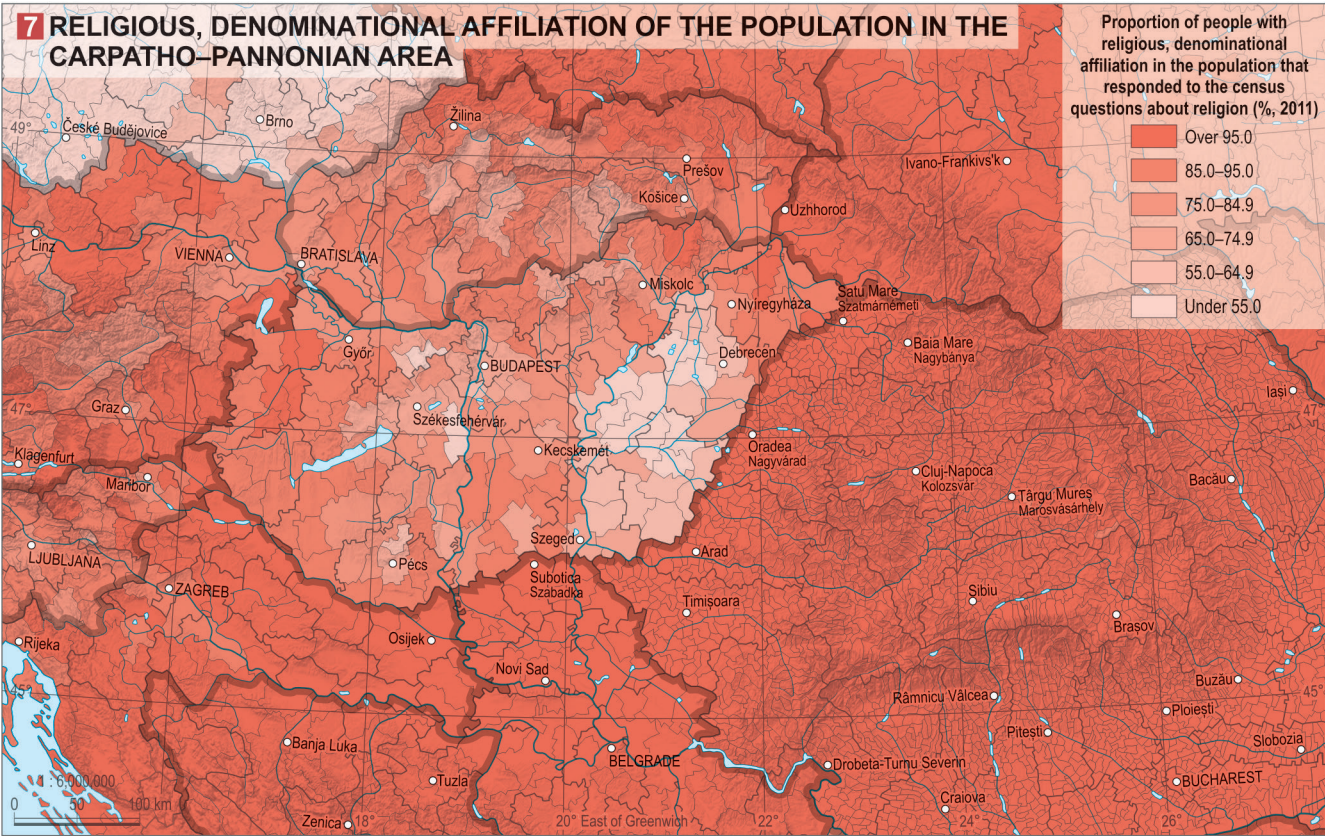 7 RELIGIOUS, DENOMINATIONAL AFFILIATION OF THE POPULATION IN THE
CARPATHO–PANNONIAN AREA
Proportion of people with
religious, denominational
affiliation in the population that
responded to the census
questions about religion (%, 2011)
Over 95.0
85.0–95.0
75.0–84.9
65.0–74.9
55.0–64.9
Under 55.0
49°
České Budějovice
Brno
Žilina
Prešov
Košice
Ivano-Frankivs'k
Uzhhorod
Linz
VIENNA
BRATISLAVA
Miskolc
Nyíregyháza
Satu Mare
Szatmárnémeti
Győr
BUDAPEST
Debrecen
Baia Mare
Nagybánya
Iași
47°
Graz
Székesfehérvár
47°
Klagenfurt
Kecskemét
Oradea
Nagyvárad
Maribor
Cluj-Napoca
Kolozsvár
Bacău
Târgu Mureș
Marosvásárhely
LJUBLJANA
Szeged
Arad
Pécs
Subotica
Szabadka
ZAGREB
Timișoara
Sibiu
Brașov
Rijeka
Osijek
Novi Sad
45°
Râmnicu Vâlcea
Buzău
45°
Ploiești
Pitești
Banja Luka
BELGRADE
Slobozia
Tuzla
Drobeta-Turnu Severin
BUCHAREST
1 : 6,000,000
0 50 100 km
Craiova
Zenica
18°
20° East of Greenwich
22°
24°
26°